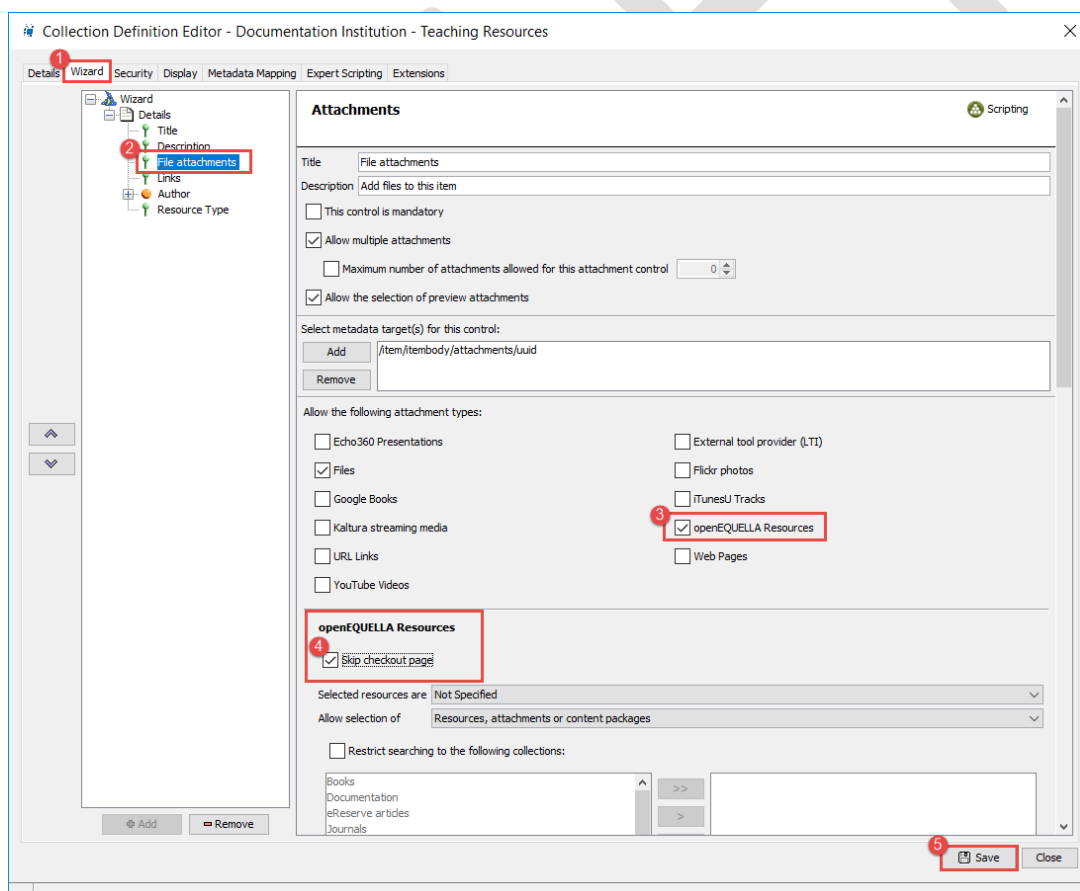 Collection Definition Editor - Documentation Institution - Teaching Resources
1
Details Wizard Security Display Metadata Mapping Expert Scripting Extensions
Wizard
Details
Title
Description
2
File attachments
Links
Author
Resource Type
Add Remove
Attachments Scripting
Title File attachments
Description Add files to this item
This control is mandatory
Allow multiple attachments
Maximum number of attachments allowed for this attachment control 0
Allow the selection of preview attachments
Select metadata target(s) for this control:
Add /item/itembody/attachments/uuid
Remove
Allow the following attachment types:
Echo360 Presentations External tool provider (LTI)
Files Flickr photos
Google Books iTunesU Tracks
3
Kaltura streaming media openEQUELLA Resources
URL Links Web Pages
YouTube Videos
openEQUELLA Resources
4
Skip checkout page
Selected resources are Not Specified
Allow selection of Resources, attachments or content packages
Restrict searching to the following collections:
Books >>
Documentation
eReserve articles >
Journals
5
Save Close